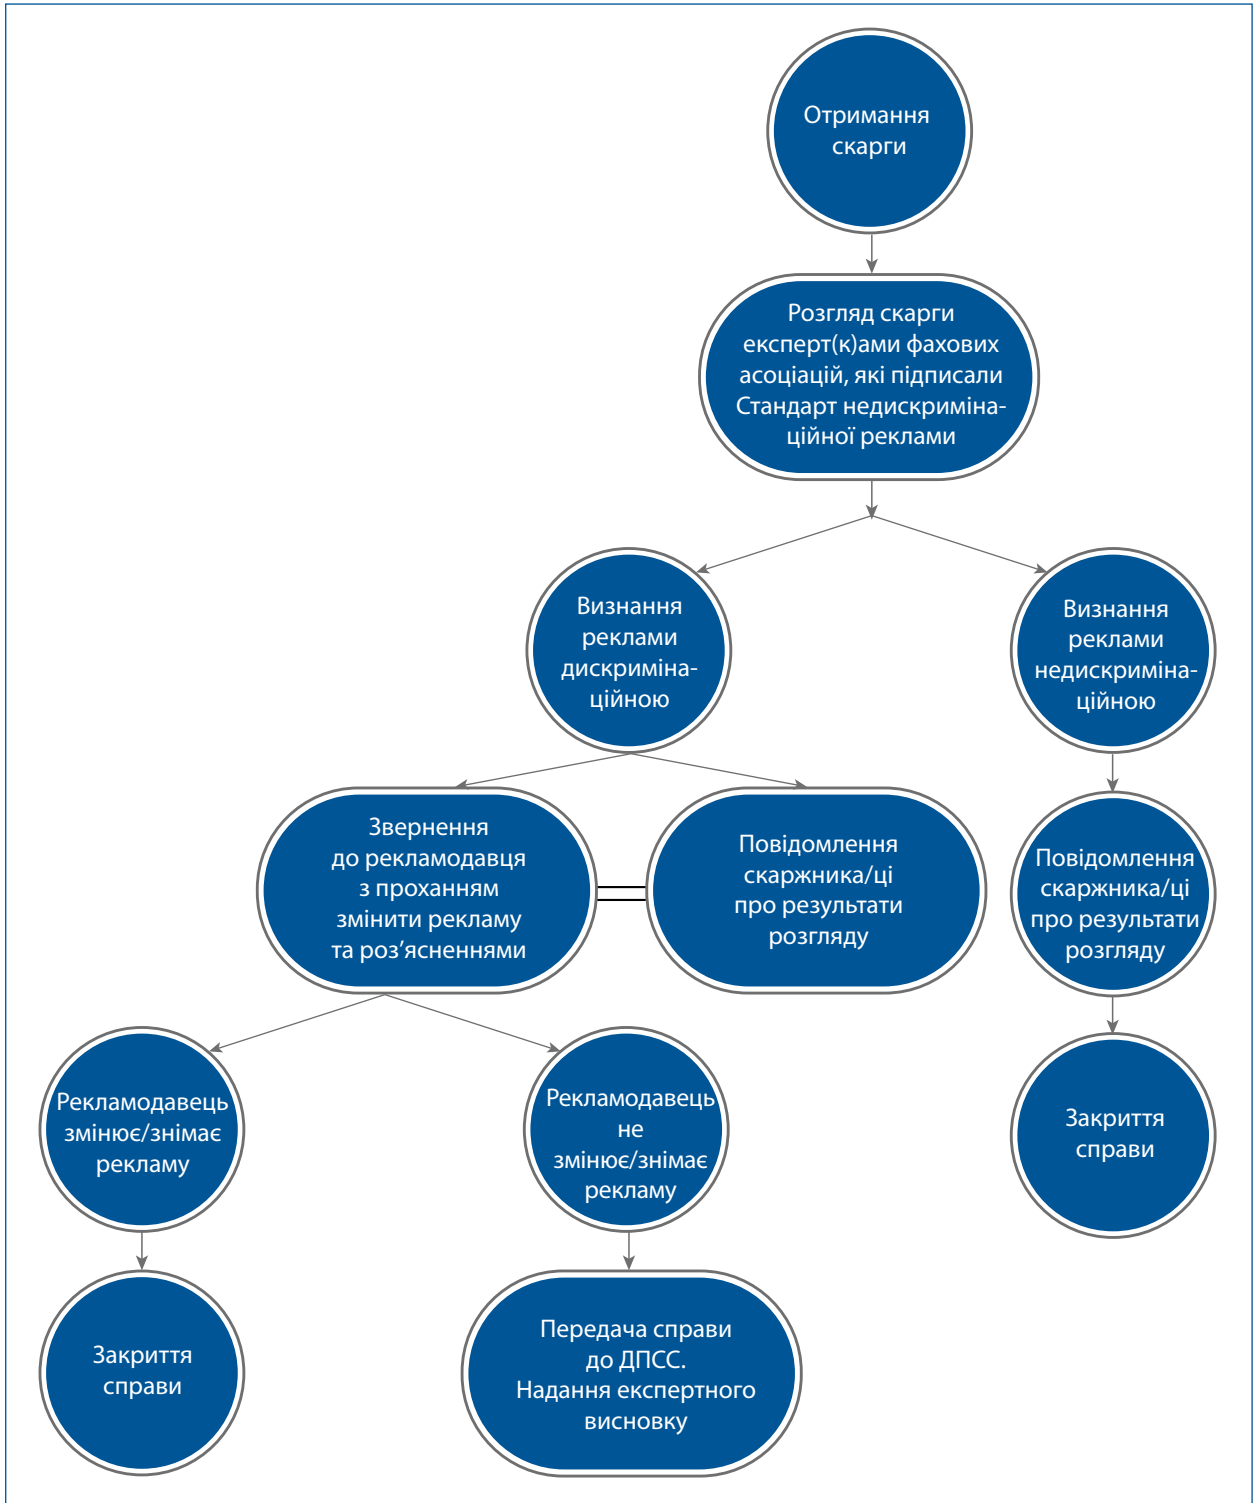 Отримання
скарги
Розгляд скарги
експерт(к)ами фахових
асоціацій, які підписали
Стандарт недискриміна-
ційної реклами
Визнання
реклами
дискриміна-
ційною
Визнання
реклами
недискриміна-
ційною
Звернення
до рекламодавця
з проханням
змінити рекламу
та роз'ясненнями
Повідомлення
скаржника/ці
про результати
розгляду
Повідомлення
скаржника/ці
про результати
розгляду
Рекламодавець
змінює/знімає
рекламу
Рекламодавець
не
змінює/знімає
рекламу
Закриття
справи
Закриття
справи
Передача справи
до ДПСС.
Надання експертного
висновку